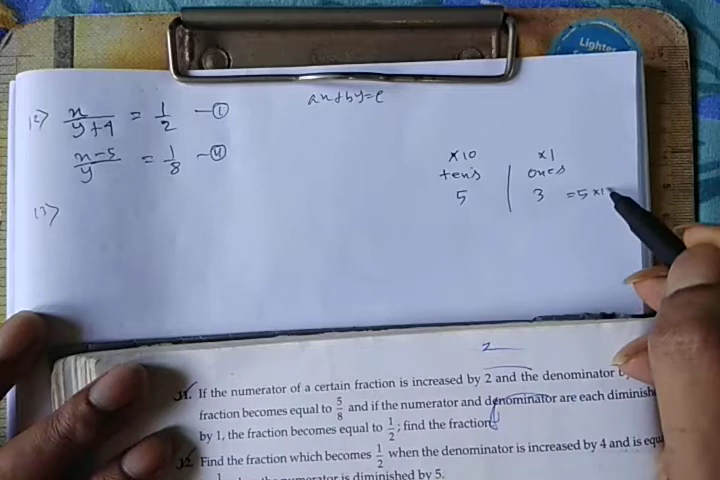 Lighter
an+by=c
12> n/y+4 = 1/2 —①
×10 ×1
n-5/y = 1/8 —②
ten's | ones
13> 5 | 3 =5×1
2
11. If the numerator of a certain fraction is increased by 2 and the denominator
fraction becomes equal to 5/8 and if the numerator and denominator are each diminish
by 1, the fraction becomes equal to 1/2; find the fraction
12. Find the fraction which becomes 1/2 when the denominator is increased by 4 and is equ
numerator is diminished by 5.